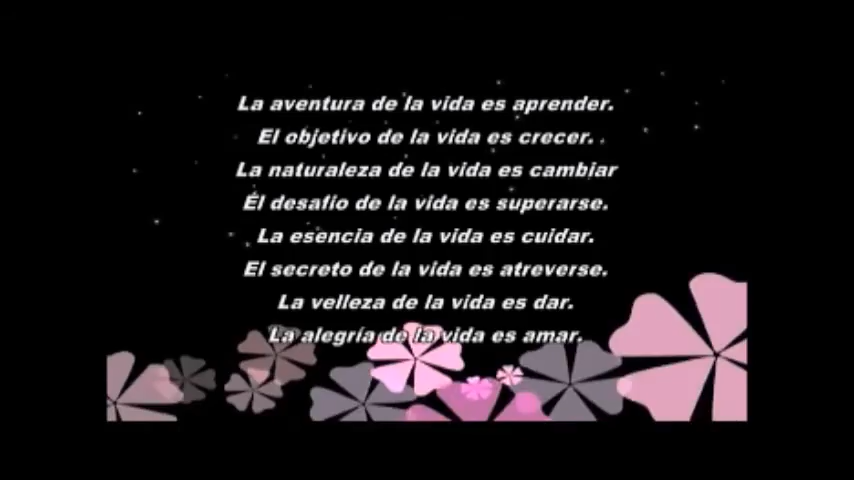 La aventura de la vida es aprender.
El objetivo de la vida es crecer.
La naturaleza de la vida es cambiar
El desafio de la vida es superarse.
La esencia de la vida es cuidar.
El secreto de la vida es atreverse.
La velleza de la vida es dar.
La alegría de la vida es amar.